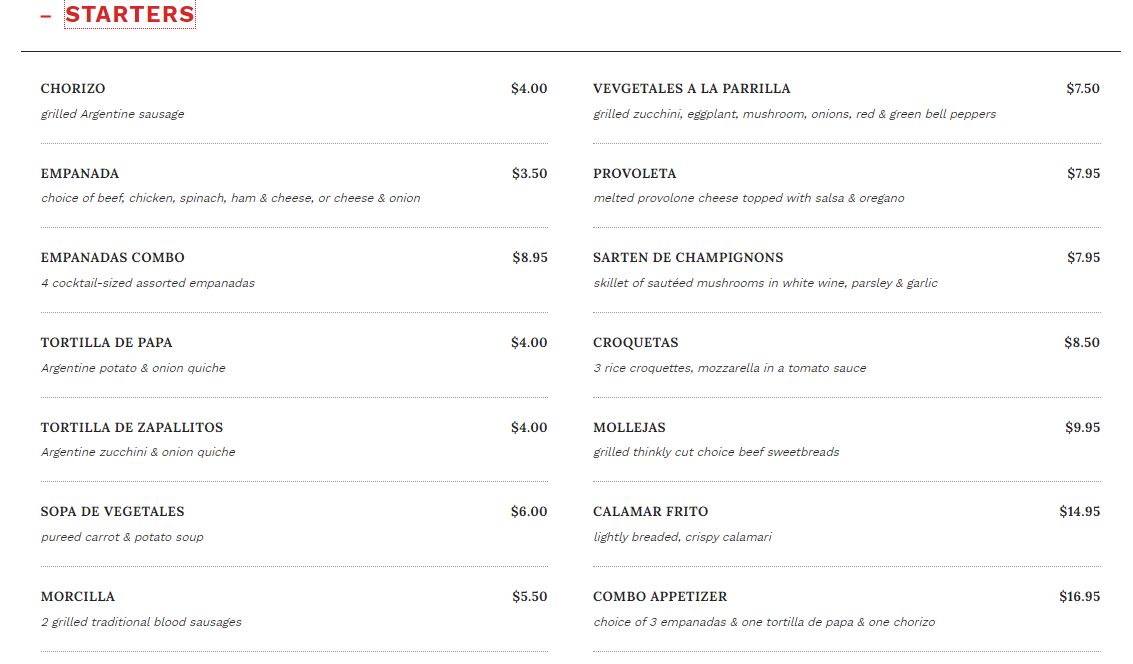 – STARTERS
CHORIZO $4.00
grilled Argentine sausage
EMPANADA $3.50
choice of beef, chicken, spinach, ham & cheese, or cheese & onion
EMPANADAS COMBO $8.95
4 cocktail-sized assorted empanadas
TORTILLA DE PAPA $4.00
Argentine potato & onion quiche
TORTILLA DE ZAPALLITOS $4.00
Argentine zucchini & onion quiche
SOPA DE VEGETALES $6.00
pureed carrot & potato soup
MORCILLA $5.50
2 grilled traditional blood sausages
VEVGETALES A LA PARRILLA $7.50
grilled zucchini, eggplant, mushroom, onions, red & green bell peppers
PROVOLETA $7.95
melted provolone cheese topped with salsa & oregano
SARTEN DE CHAMPIGNONS $7.95
skillet of sautéed mushrooms in white wine, parsley & garlic
CROQUETAS $8.50
3 rice croquettes, mozzarella in a tomato sauce
MOLLEJAS $9.95
grilled thinkly cut choice beef sweetbreads
CALAMAR FRITO $14.95
lightly breaded, crispy calamari
COMBO APPETIZER $16.95
choice of 3 empanadas & one tortilla de papa & one chorizo